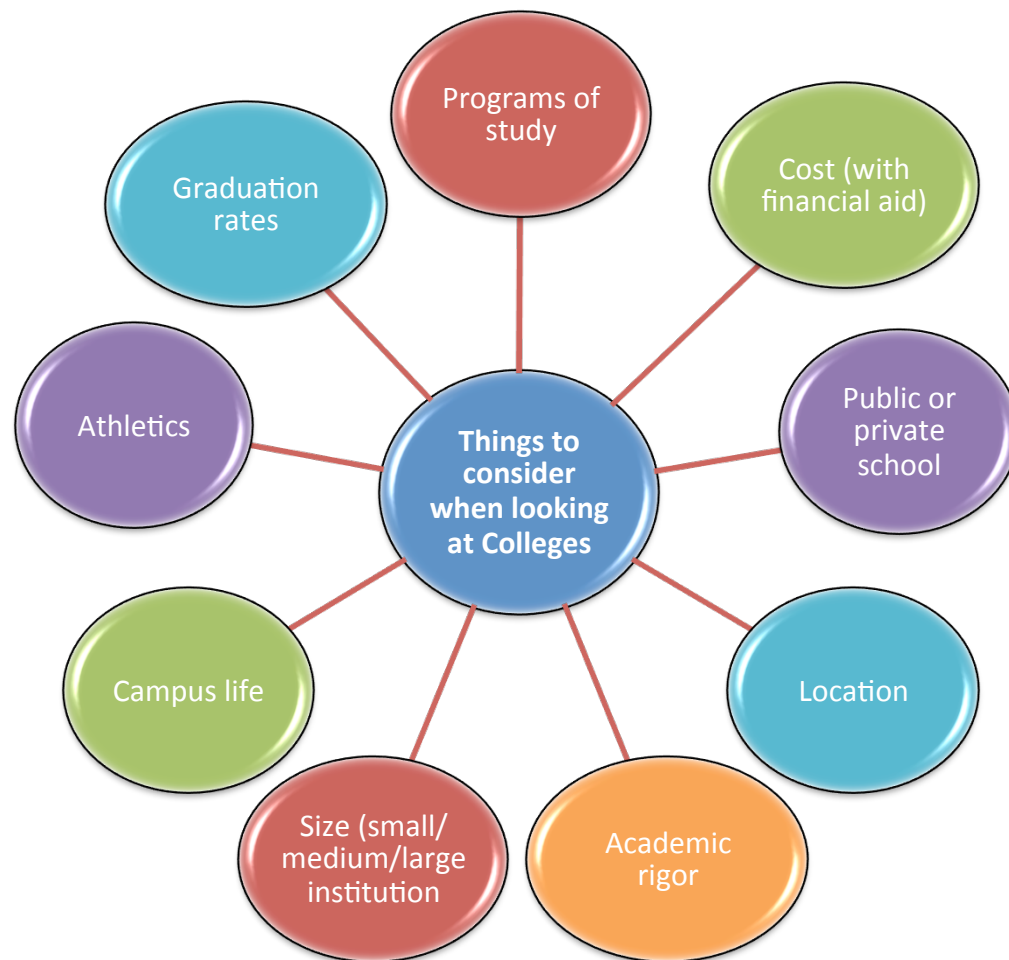 Programs of
study
Cost (with
financial aid)
Public or
private
school
Location
Academic
rigor
Size (small/
medium/large
institution
Campus life
Athletics
Graduation
rates
Things to
consider
when looking
at Colleges